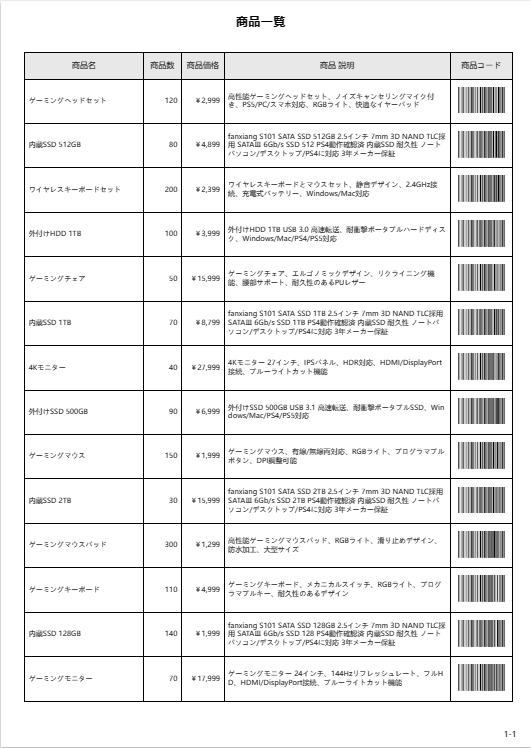 商品一覧
商品名 商品数 商品価格 商品 説明 商品コード
ゲーミングヘッドセット 120 ¥2,999 高性能ゲーミングヘッドセット、ノイズキャンセリングマイク付
き、PS5/PC/スマホ対応、RGBライト、快適なイヤーパッド
内蔵SSD 512GB 80 ¥4,899 fanxiang S101 SATA SSD 512GB 2.5インチ 7mm 3D NAND TLC採
用 SATAⅢ 6Gb/s SSD 512 PS4動作確認済 内蔵SSD 耐久性 ノート
パソコン/デスクトップ/PS4に対応 3年メーカー保証
ワイヤレスキーボードセット 200 ¥2,399 ワイヤレスキーボードとマウスセット、静音デザイン、2.4GHz接
続、充電式バッテリー、Windows/Mac対応
外付けHDD 1TB 100 ¥3,999 外付けHDD 1TB USB 3.0 高速転送、耐衝撃ポータブルハードディス
ク、Windows/Mac/PS4/PS5対応
ゲーミングチェア 50 ¥15,999 ゲーミングチェア、エルゴノミックデザイン、リクライニング機
能、腰部サポート、耐久性のあるPUレザー
内蔵SSD 1TB 70 ¥8,799 fanxiang S101 SATA SSD 1TB 2.5インチ 7mm 3D NAND TLC採用
SATAⅢ 6Gb/s SSD 1TB PS4動作確認済 内蔵SSD 耐久性 ノートパ
ソコン/デスクトップ/PS4に対応 3年メーカー保証
4Kモニター 40 ¥27,999 4Kモニター 27インチ、IPSパネル、HDR対応、HDMI/DisplayPort
接続、ブルーライトカット機能
外付けSSD 500GB 90 ¥6,999 外付けSSD 500GB USB 3.1 高速転送、耐衝撃ポータブルSSD、Win
dows/Mac/PS4/PS5対応
ゲーミングマウス 150 ¥1,999 ゲーミングマウス、有線/無線両対応、RGBライト、プログラマブル
ボタン、DPI調整可能
内蔵SSD 2TB 30 ¥15,999 fanxiang S101 SATA SSD 2TB 2.5インチ 7mm 3D NAND TLC採用
SATAⅢ 6Gb/s SSD 2TB PS4動作確認済 内蔵SSD 耐久性 ノートパ
ソコン/デスクトップ/PS4に対応 3年メーカー保証
ゲーミングマウスパッド 300 ¥1,299 高性能ゲーミングマウスパッド、RGBライト、滑り止めデザイン、
防水加工、大型サイズ
ゲーミングキーボード 110 ¥4,999 ゲーミングキーボード、メカニカルスイッチ、RGBライト、プログ
ラマブルキー、耐久性のあるデザイン
内蔵SSD 128GB 140 ¥1,999 fanxiang S101 SATA SSD 128GB 2.5インチ 7mm 3D NAND TLC採
用 SATAⅢ 6Gb/s SSD 128 PS4動作確認済 内蔵SSD 耐久性 ノート
パソコン/デスクトップ/PS4に対応 3年メーカー保証
ゲーミングモニター 70 ¥17,999 ゲーミングモニター 24インチ、144Hzリフレッシュレート、フルH
D、HDMI/DisplayPort接続、ブルーライトカット機能
1-1